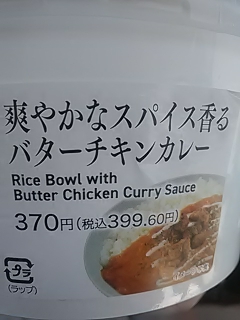 爽やかなスパイス香る
バターチキンカレー
Rice Bowl with
Butter Chicken Curry Sauce
370円(税込399.60円)
プラ
(ラップ)